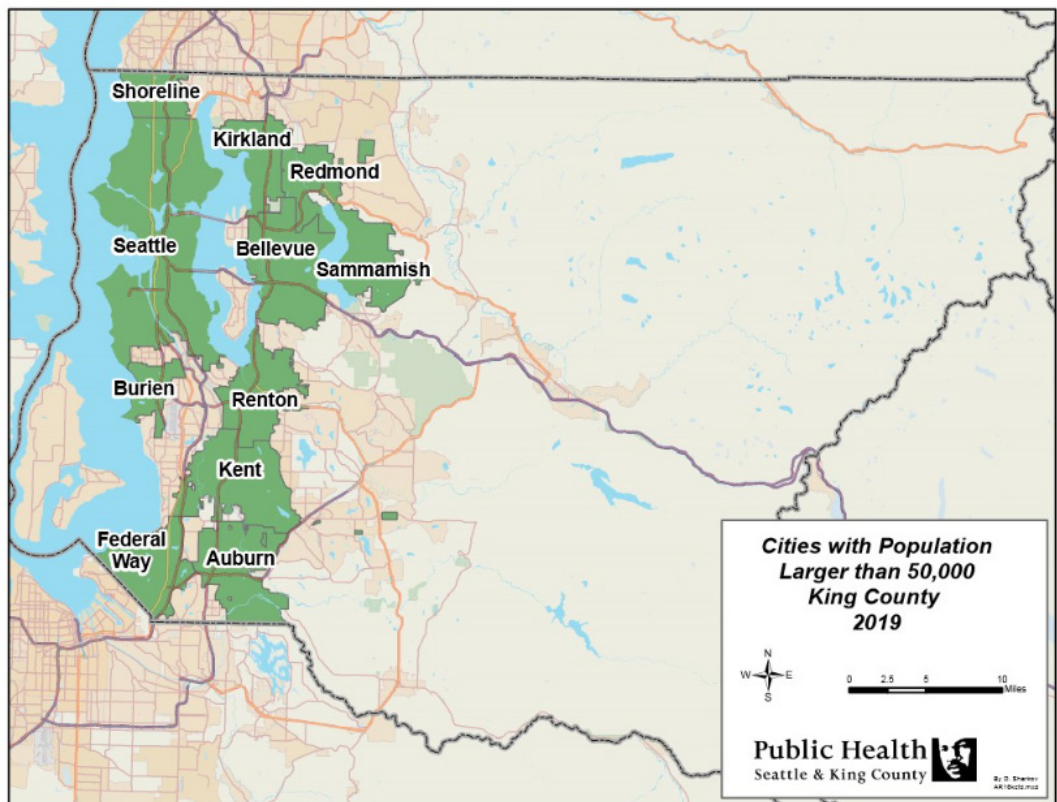 Shoreline
Kirkland
Redmond
Seattle
Bellevue
Sammamish
Burien
Renton
Kent
Federal
Way
Auburn
Cities with Population
Larger than 50,000
King County
2019
N
W E
S
0 2.5 5 10
Miles
Public Health
Seattle & King County